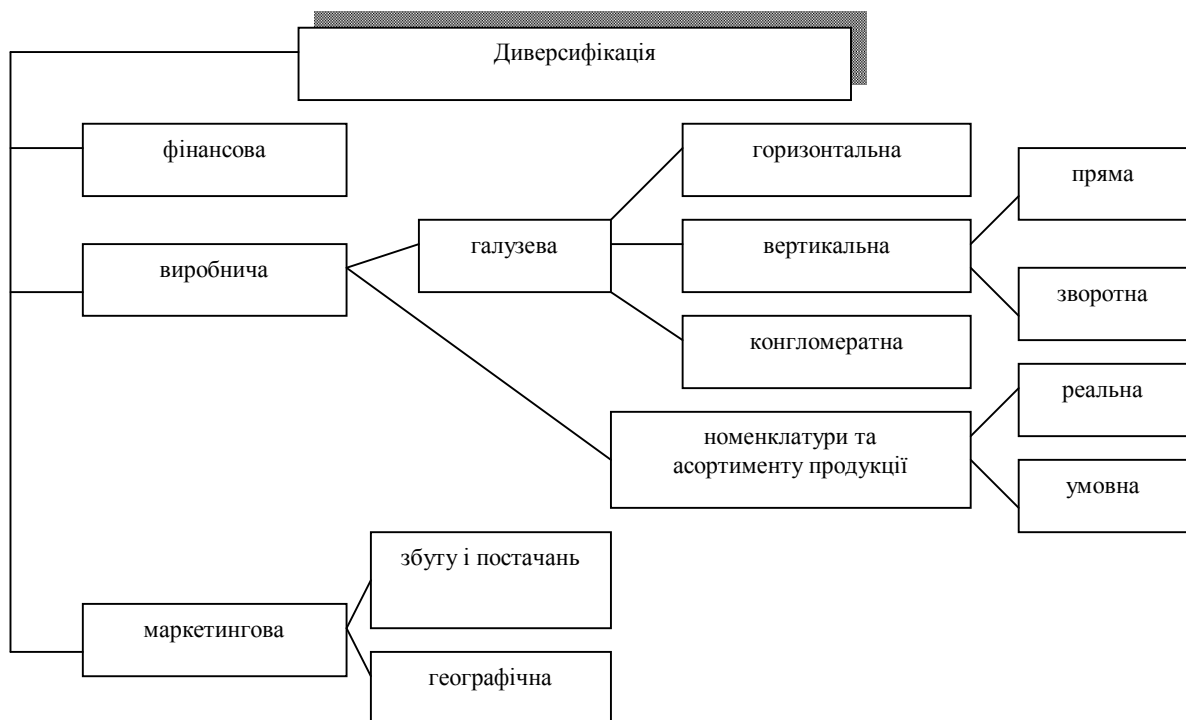 Диверсифікація
фінансова
горизонтальна
пряма
галузева
вертикальна
виробнича
зворотна
конгломератна
реальна
номенклатури та
асортименту продукції
умовна
збуту і постачань
маркетингова
географічна